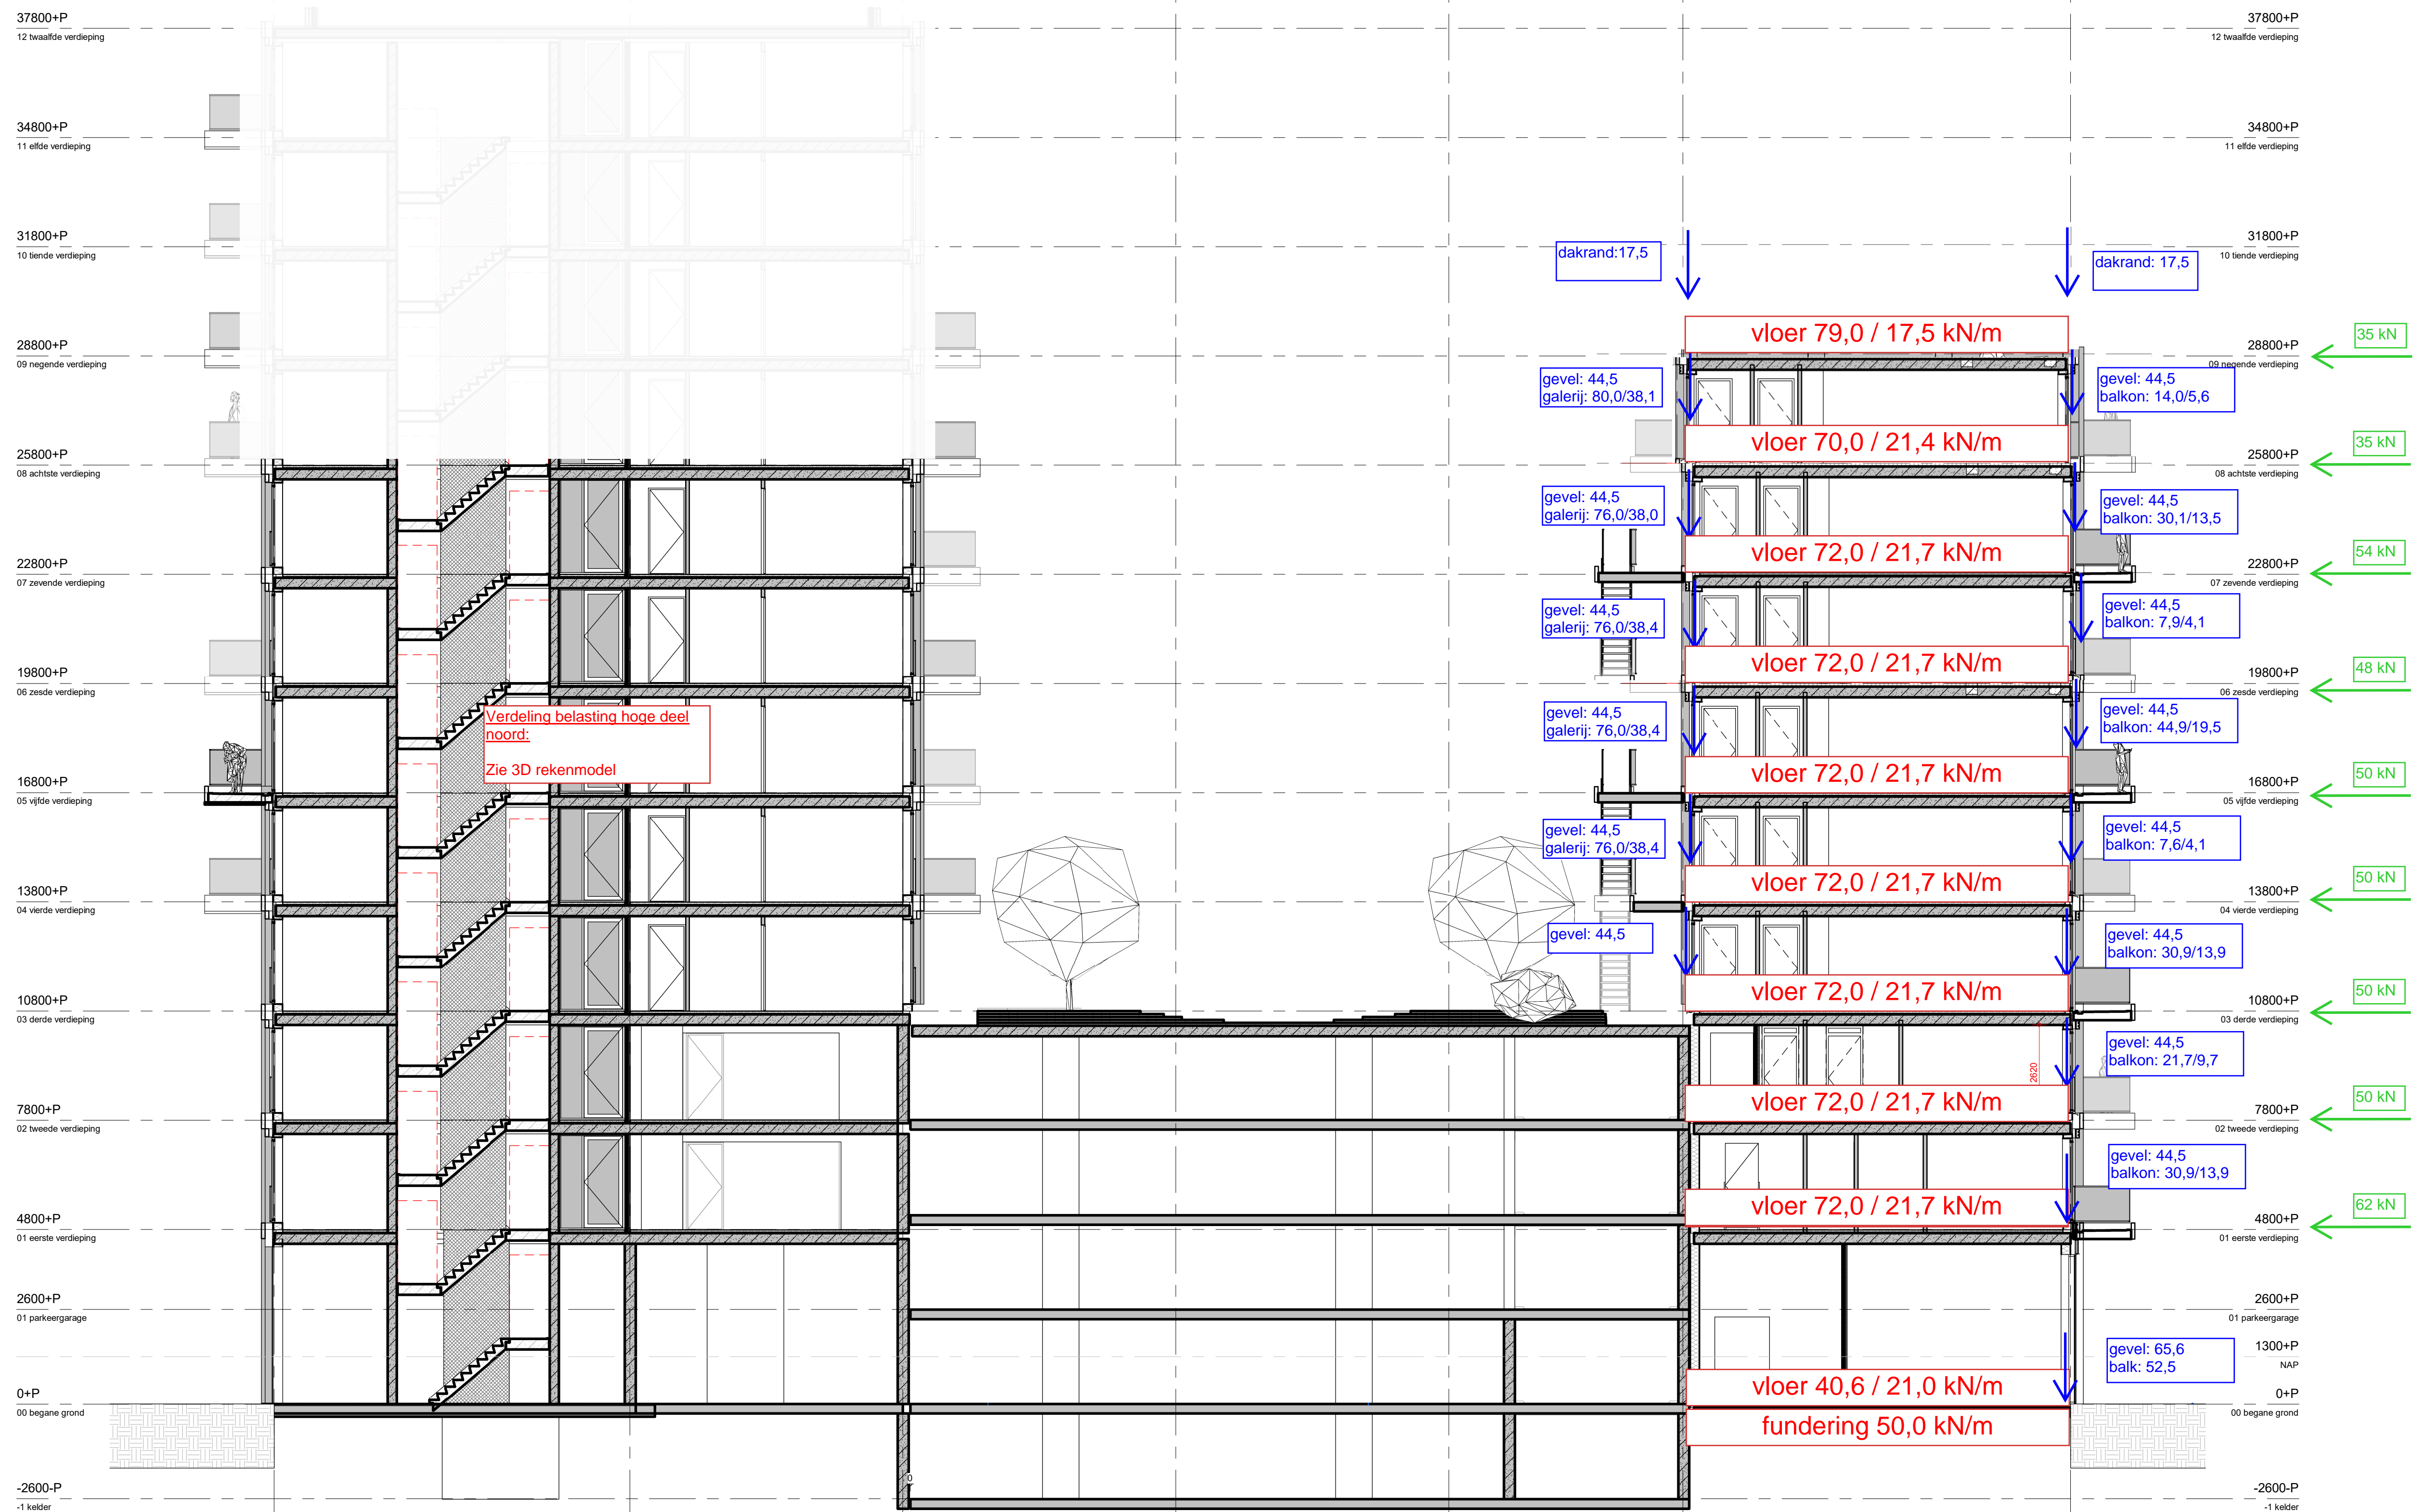 37800+P
12 twaalfde verdieping
34800+P
11 elfde verdieping
31800+P
10 tiende verdieping
28800+P
09 negende verdieping
25800+P
08 achtste verdieping
22800+P
07 zevende verdieping
19800+P
06 zesde verdieping
16800+P
05 vijfde verdieping
13800+P
04 vierde verdieping
10800+P
03 derde verdieping
7800+P
02 tweede verdieping
4800+P
01 eerste verdieping
2600+P
01 parkeergarage
0+P
00 begane grond
-2600-P
-1 kelder
Verdeling belasting hoge deel
noord:
Zie 3D rekenmodel
0
dakrand:17,5
gevel: 44,5
galerij: 80,0/38,1
gevel: 44,5
galerij: 76,0/38,0
gevel: 44,5
galerij: 76,0/38,4
gevel: 44,5
galerij: 76,0/38,4
gevel: 44,5
galerij: 76,0/38,4
gevel: 44,5
vloer 79,0 / 17,5 kN/m
vloer 70,0 / 21,4 kN/m
vloer 72,0 / 21,7 kN/m
vloer 72,0 / 21,7 kN/m
vloer 72,0 / 21,7 kN/m
vloer 72,0 / 21,7 kN/m
vloer 72,0 / 21,7 kN/m
2620
vloer 72,0 / 21,7 kN/m
vloer 72,0 / 21,7 kN/m
vloer 40,6 / 21,0 kN/m
fundering 50,0 kN/m
dakrand: 17,5
gevel: 44,5
balkon: 14,0/5,6
gevel: 44,5
balkon: 30,1/13,5
gevel: 44,5
balkon: 7,9/4,1
gevel: 44,5
balkon: 44,9/19,5
gevel: 44,5
balkon: 7,6/4,1
gevel: 44,5
balkon: 30,9/13,9
gevel: 44,5
balkon: 21,7/9,7
gevel: 44,5
balkon: 30,9/13,9
gevel: 65,6
balk: 52,5
37800+P
12 twaalfde verdieping
34800+P
11 elfde verdieping
31800+P
10 tiende verdieping
28800+P
09 negende verdieping
25800+P
08 achtste verdieping
22800+P
07 zevende verdieping
19800+P
06 zesde verdieping
16800+P
05 vijfde verdieping
13800+P
04 vierde verdieping
10800+P
03 derde verdieping
7800+P
02 tweede verdieping
4800+P
01 eerste verdieping
2600+P
01 parkeergarage
1300+P
NAP
0+P
00 begane grond
-2600-P
-1 kelder
35 kN
35 kN
54 kN
48 kN
50 kN
50 kN
50 kN
50 kN
62 kN